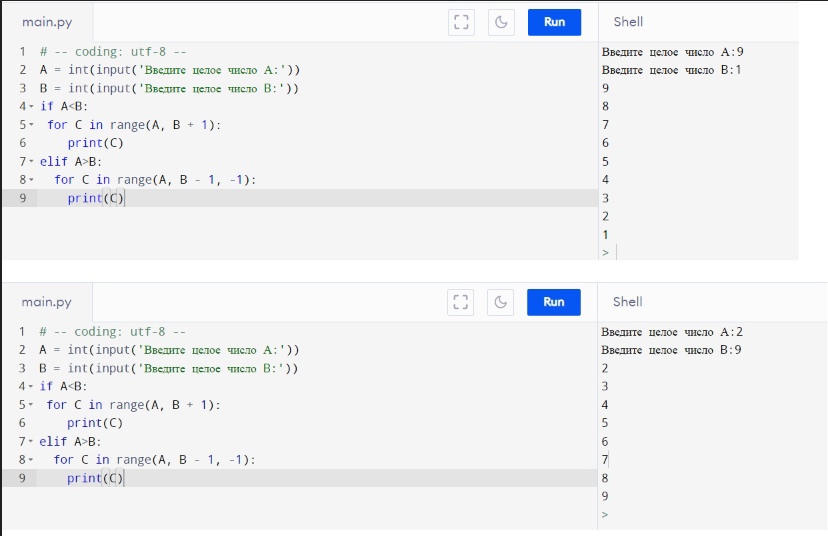 main.py Run Shell
1 # -- coding: utf-8 --
2 A = int(input('Введите целое число A:'))
3 B = int(input('Введите целое число B:'))
4 if A<B:
5 for C in range(A, B + 1):
6 print(C)
7 elif A>B:
8 for C in range(A, B - 1, -1):
9 print(C)
Введите целое число A:9
Введите целое число B:1
9
8
7
6
5
4
3
2
1
>
main.py Run Shell
1 # -- coding: utf-8 --
2 A = int(input('Введите целое число A:'))
3 B = int(input('Введите целое число B:'))
4 if A<B:
5 for C in range(A, B + 1):
6 print(C)
7 elif A>B:
8 for C in range(A, B - 1, -1):
9 print(C)
Введите целое число A:2
Введите целое число B:9
2
3
4
5
6
7
8
9
>